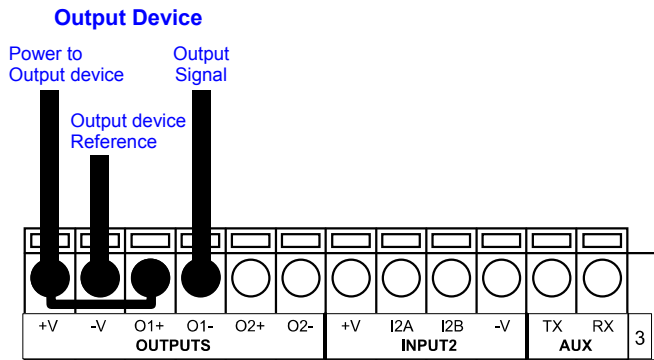 Output Device
Power to
Output device
Output
Signal
Output device
Reference
+V -V O1+ O1- O2+ O2- +V I2A I2B -V TX RX
OUTPUTS INPUT2 AUX 3